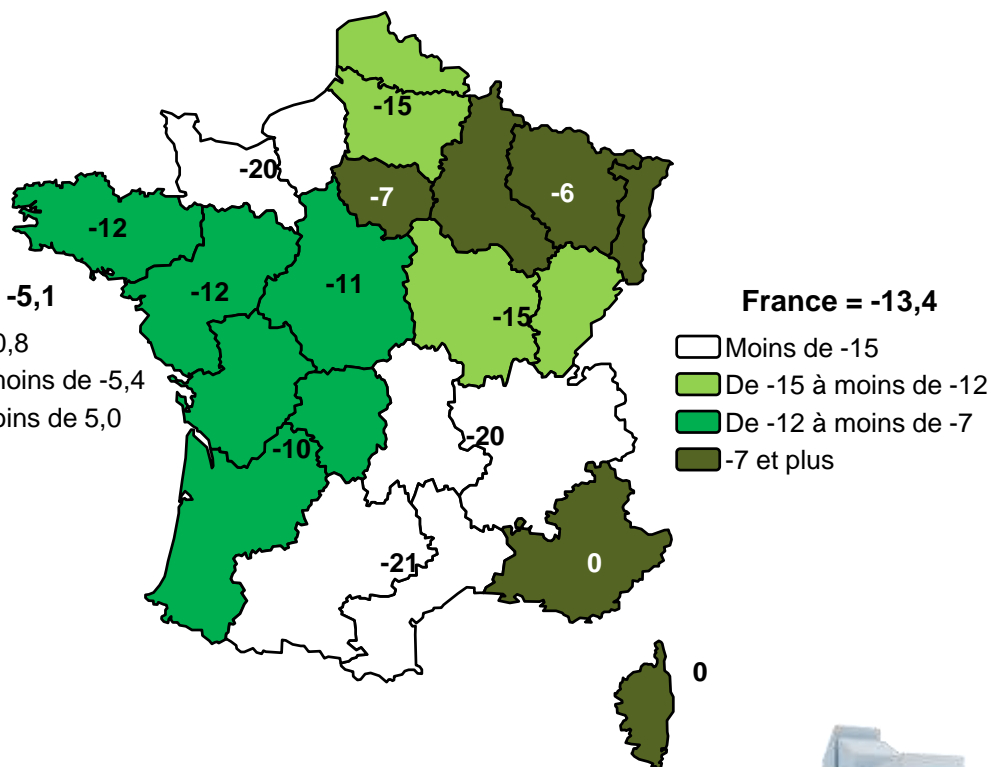 -15
-20
-7
-6
-12
-12
-11
-15
-5,1
France = -13,4
0,8
Moins de -15
moins de -5,4
De -15 à moins de -12
moins de 5,0
De -12 à moins de -7
-7 et plus
-20
-10
-21
0
0